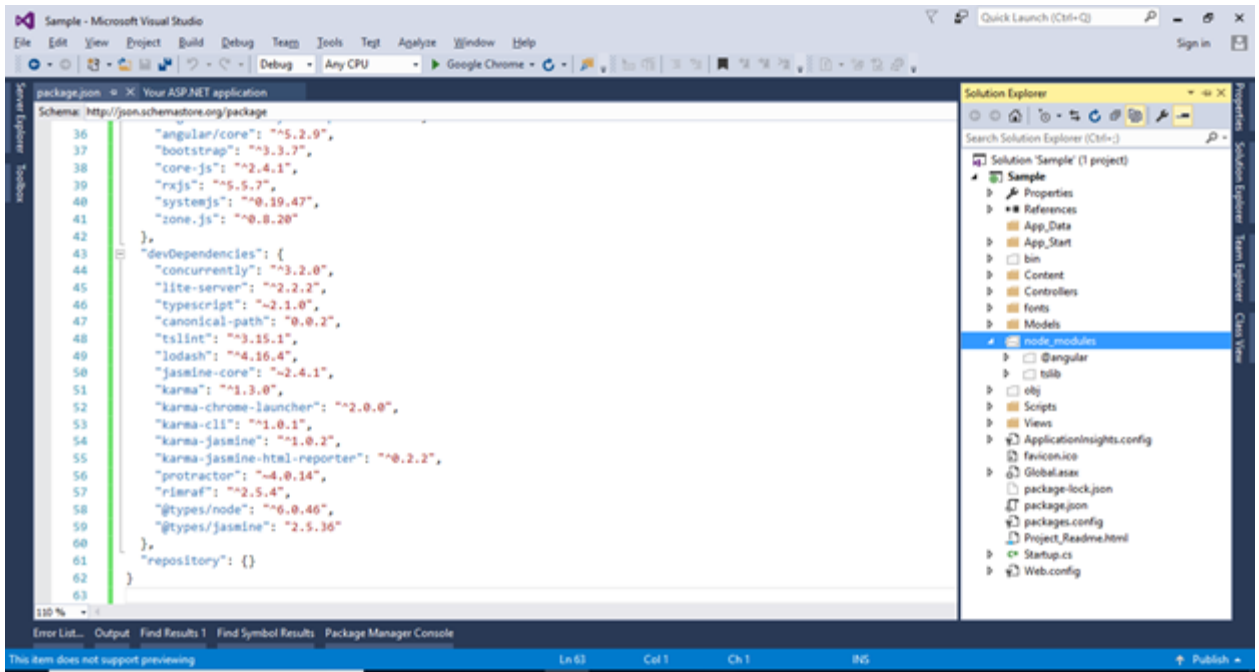 Sample - Microsoft Visual Studio
Quick Launch (Ctrl+Q)
File Edit View Project Build Debug Team Tools Test Analyze Window Help
Sign in
Debug Any CPU Google Chrome
Server Explorer
Toolbox
package.json Your ASP.NET application
Schema: http://json.schemastore.org/package
36 "angular/core": "^5.2.9",
37 "bootstrap": "^3.3.7",
38 "core-js": "^2.4.1",
39 "rxjs": "^5.5.7",
40 "systemjs": "^0.19.47",
41 "zone.js": "^0.8.20"
42 },
43 "devDependencies": {
44 "concurrently": "^3.2.0",
45 "lite-server": "^2.2.2",
46 "typescript": "~2.1.0",
47 "canonical-path": "0.0.2",
48 "tslint": "^3.15.1",
49 "lodash": "^4.16.4",
50 "jasmine-core": "~2.4.1",
51 "karma": "^1.3.0",
52 "karma-chrome-launcher": "^2.0.0",
53 "karma-cli": "^1.0.1",
54 "karma-jasmine": "^1.0.2",
55 "karma-jasmine-html-reporter": "^0.2.2",
56 "protractor": "~4.0.14",
57 "rimraf": "^2.5.4",
58 "@types/node": "^6.0.46",
59 "@types/jasmine": "2.5.36"
60 },
61 "repository": {}
62 }
63
110 %
Solution Explorer
Search Solution Explorer (Ctrl+;)
Solution 'Sample' (1 project)
Sample
Properties
References
App_Data
App_Start
bin
Content
Controllers
fonts
Models
node_modules
@angular
tslib
obj
Scripts
Views
ApplicationInsights.config
favicon.ico
Global.asax
package-lock.json
package.json
packages.config
Project_Readme.html
Startup.cs
Web.config
Properties
Solution Explorer
Team Explorer
Class View
Error List... Output Find Results 1 Find Symbol Results Package Manager Console
This item does not support previewing Ln 63 Col 1 Ch 1 INS Publish